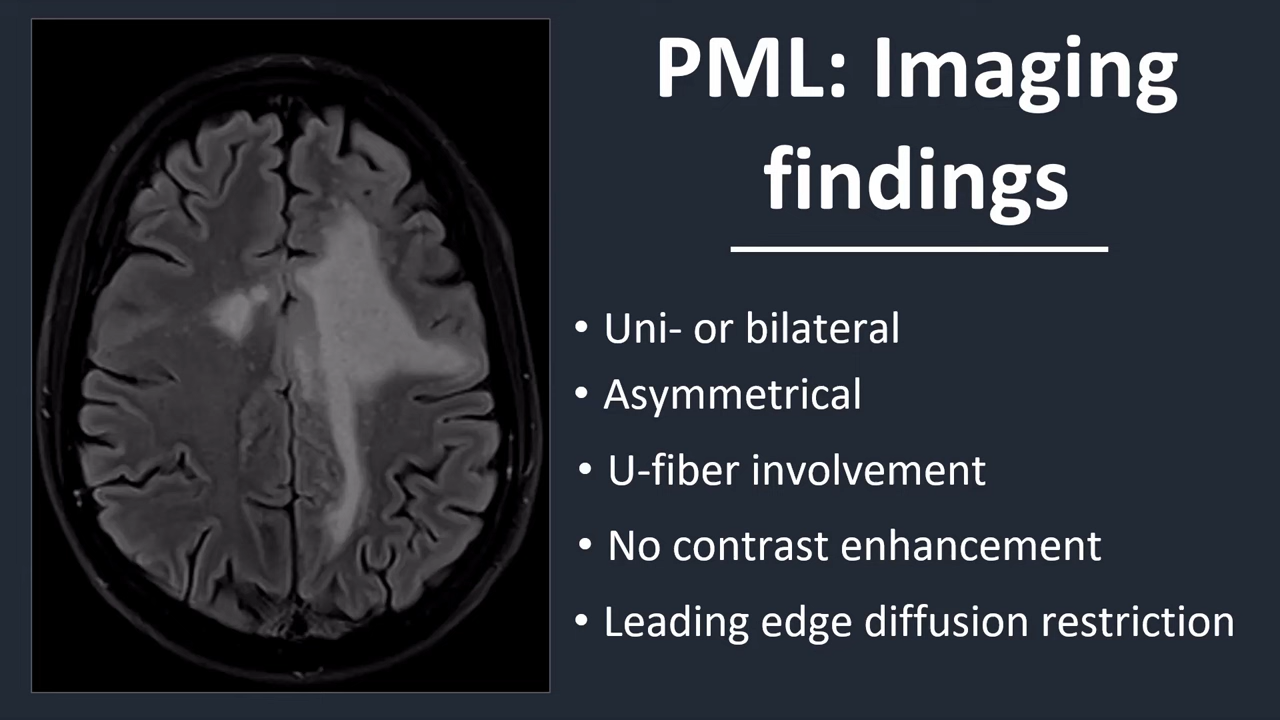 PML: Imaging
findings
• Uni- or bilateral
• Asymmetrical
• U-fiber involvement
• No contrast enhancement
• Leading edge diffusion restriction